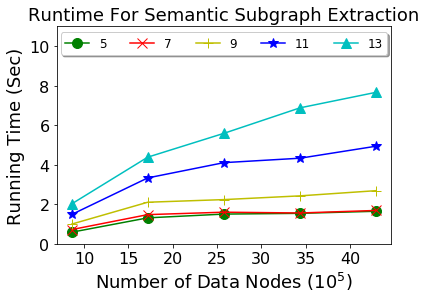 Runtime For Semantic Subgraph Extraction
5 7 9 11 13
10
8
6
4
2
0
Running Time (Sec)
10 15 20 25 30 35 40
Number of Data Nodes (10^5)